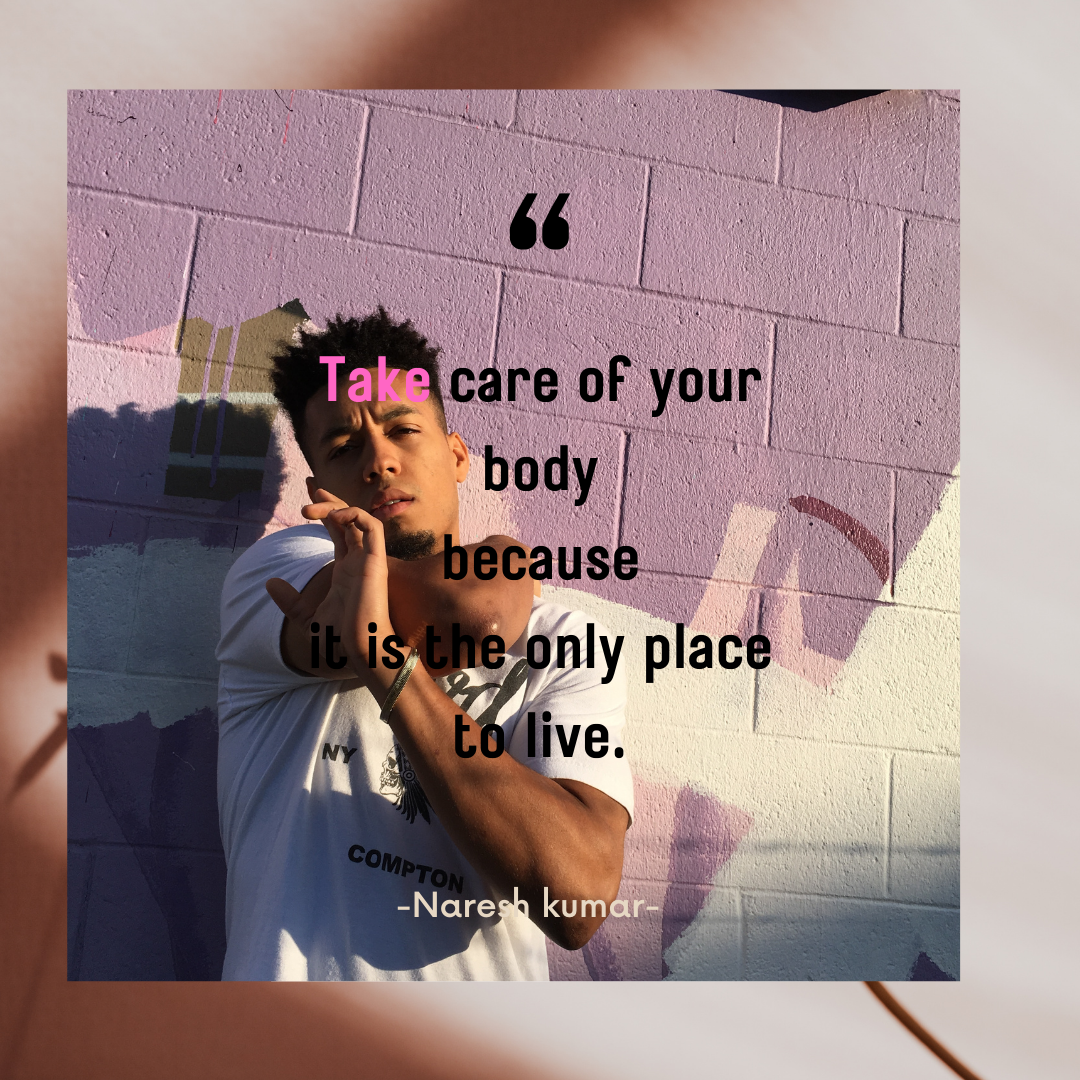 “
Take care of your
body
because
it is the only place
to live.
NY
COMPTON
-Naresh kumar-